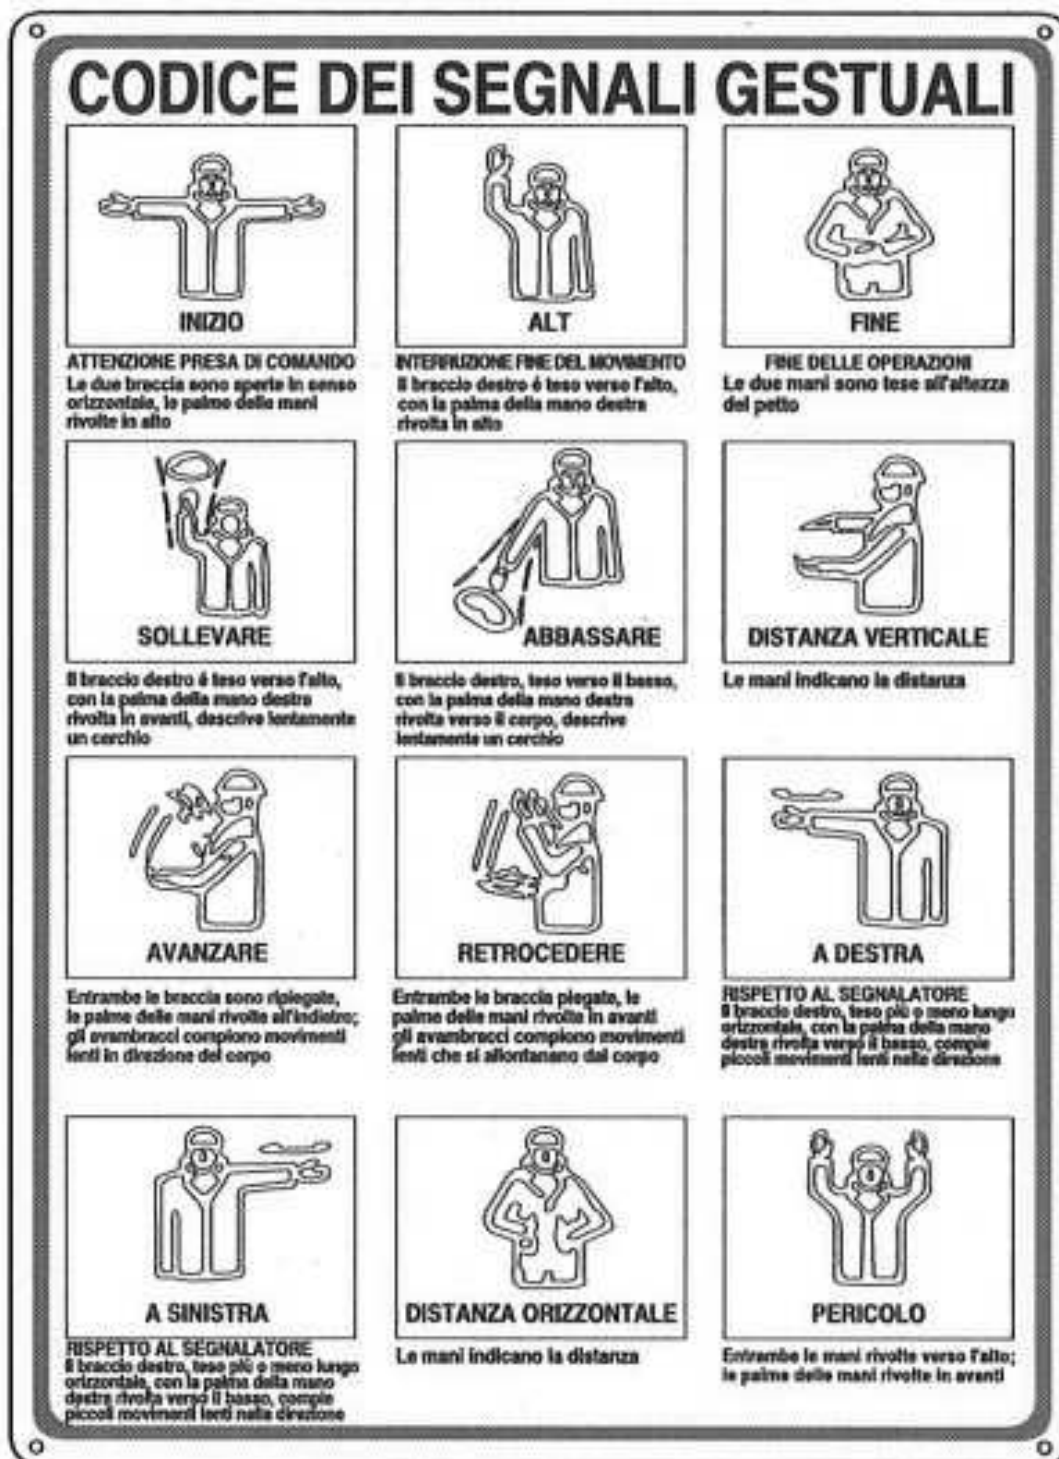 CODICE DEI SEGNALI GESTUALI
INIZIO
ATTENZIONE PRESA DI COMANDO
Le due braccia sono aperte in senso
orizzontale, le palme delle mani
rivolte in alto
ALT
INTERRUZIONE FINE DEL MOVIMENTO
Il braccio destro é teso verso l'alto,
con la palma della mano destra
rivolta in alto
FINE
FINE DELLE OPERAZIONI
Le due mani sono tese all'altezza
del petto
SOLLEVARE
Il braccio destro é teso verso l'alto,
con la palma della mano destra
rivolta in avanti, descrive lentamente
un cerchio
ABBASSARE
Il braccio destro, teso verso il basso,
con la palma della mano destra
rivolta verso il corpo, descrive
lentamente un cerchio
DISTANZA VERTICALE
Le mani indicano la distanza
AVANZARE
Entrambe le braccia sono ripiegate,
le palme delle mani rivolte all'indietro;
gli avambracci compiono movimenti
lenti in direzione del corpo
RETROCEDERE
Entrambe le braccia piegate, le
palme delle mani rivolte in avanti
gli avambracci compiono movimenti
lenti che si allontanano dal corpo
A DESTRA
RISPETTO AL SEGNALATORE
Il braccio destro, teso più o meno lungo
orizzontale, con la palma della mano
destra rivolta verso il basso, compie
piccoli movimenti lenti nella direzione
A SINISTRA
RISPETTO AL SEGNALATORE
Il braccio destro, teso più o meno lungo
orizzontale, con la palma della mano
destra rivolta verso il basso, compie
piccoli movimenti lenti nella direzione
DISTANZA ORIZZONTALE
Le mani indicano la distanza
PERICOLO
Entrambe le mani rivolte verso l'alto;
le palme delle mani rivolte in avanti